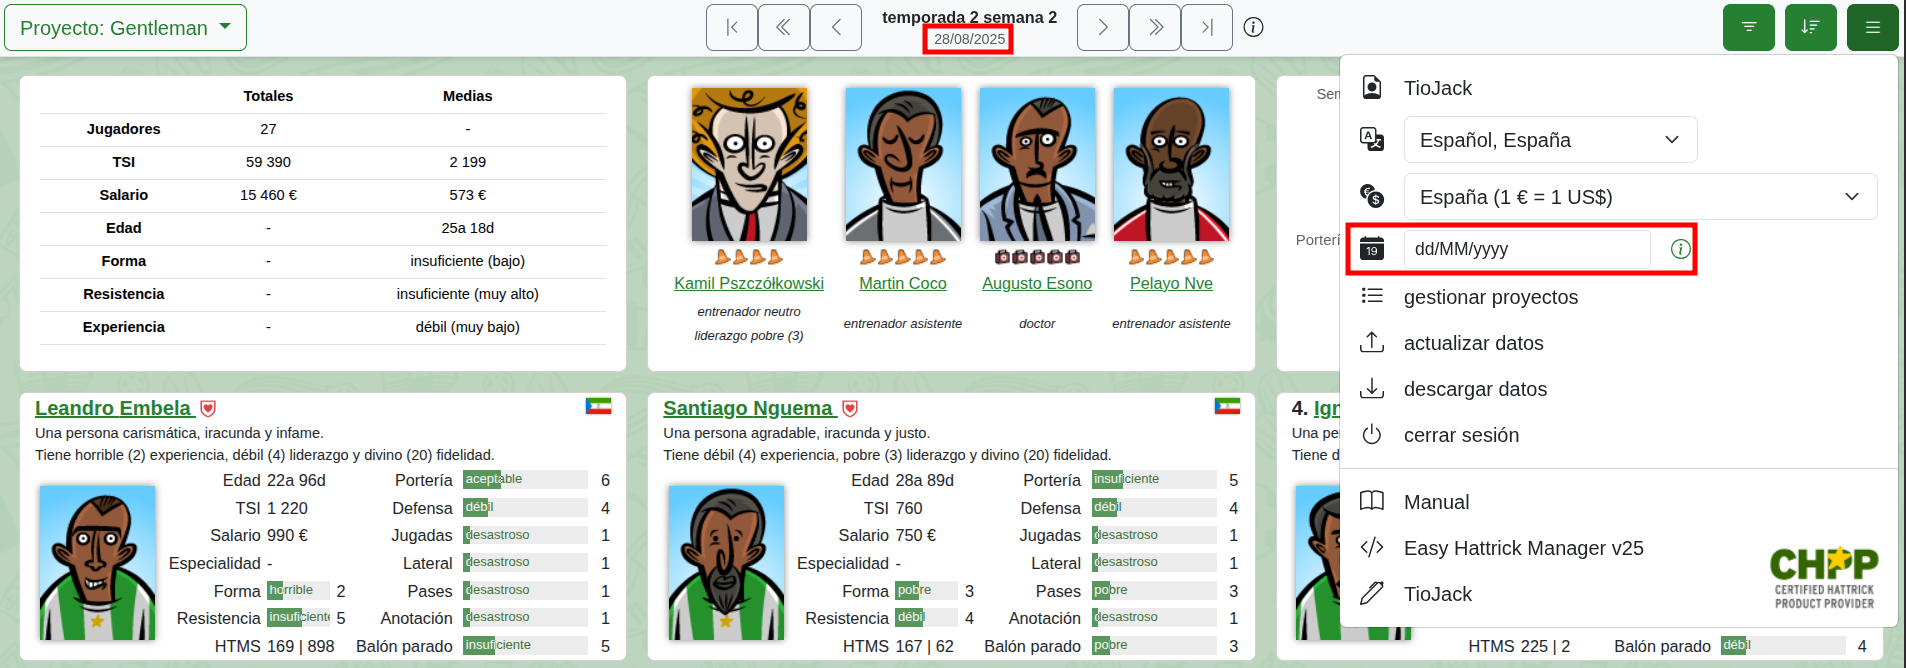 Proyecto: Gentleman
temporada 2 semana 2
28/08/2025
Totales Medias
Jugadores 27 -
TSI 59 390 2 199
Salario 15 460 € 573 €
Edad - 25a 18d
Forma - insuficiente (bajo)
Resistencia - insuficiente (muy alto)
Experiencia - débil (muy bajo)
Kamil Pszczółkowski
entrenador neutro
liderazgo pobre (3)
Martin Coco
entrenador asistente
Augusto Esono
doctor
Pelayo Nve
entrenador asistente
Sem
Porterí
TioJack
Español, España
España (1 € = 1 US$)
19 dd/MM/yyyy
gestionar proyectos
actualizar datos
descargar datos
cerrar sesión
Manual
Easy Hattrick Manager v25
TioJack
CHPP
CERTIFIED HATTRICK
PRODUCT PROVIDER
Leandro Embela
Una persona carismática, iracunda y infame.
Tiene horrible (2) experiencia, débil (4) liderazgo y divino (20) fidelidad.
Edad 22a 96d Portería aceptable 6
TSI 1 220 Defensa débil 4
Salario 990 € Jugadas desastroso 1
Especialidad - Lateral desastroso 1
Forma horrible 2 Pases desastroso 1
Resistencia insuficiente 5 Anotación desastroso 1
HTMS 169 | 898 Balón parado insuficiente 5
Santiago Nguema
Una persona agradable, iracunda y justo.
Tiene débil (4) experiencia, pobre (3) liderazgo y divino (20) fidelidad.
Edad 28a 89d Portería insuficiente 5
TSI 760 Defensa débil 4
Salario 750 € Jugadas desastroso 1
Especialidad - Lateral desastroso 1
Forma pobre 3 Pases pobre 3
Resistencia débil 4 Anotación desastroso 1
HTMS 167 | 62 Balón parado pobre 3
4. Ign
Una pe
Tiene d
HTMS 225 | 2 Balón parado débil 4